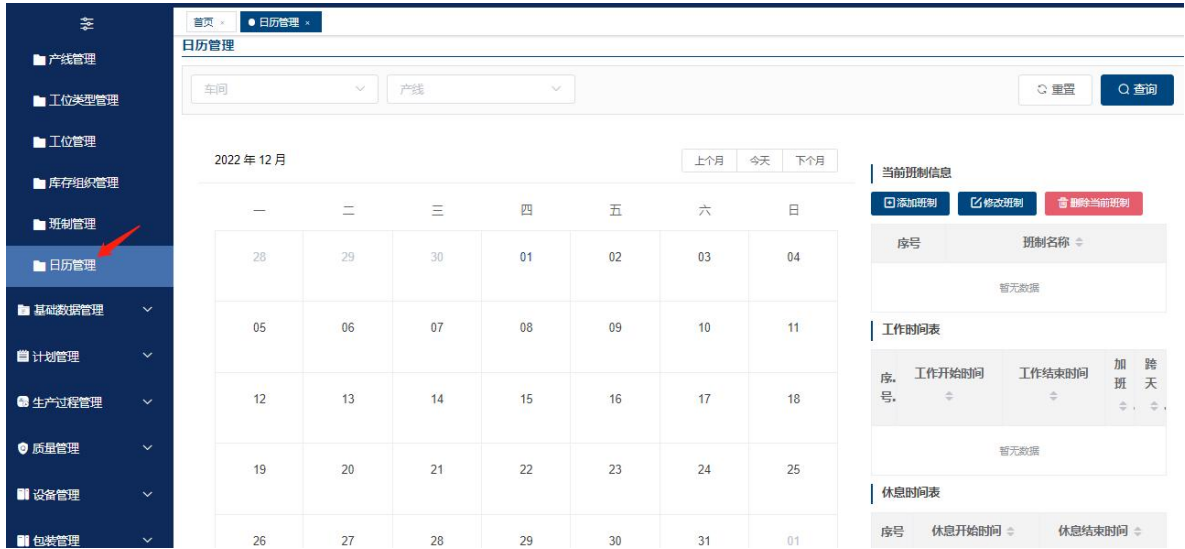 首页 ×
日历管理 ×
产线管理
工位类型管理
工位管理
库存组织管理
班制管理
日历管理
基础数据管理
计划管理
生产过程管理
质量管理
设备管理
包装管理
日历管理
车间
产线
重置
查询
2022 年 12 月
上个月 今天 下个月
一 二 三 四 五 六 日
28 29 30 01 02 03 04
05 06 07 08 09 10 11
12 13 14 15 16 17 18
19 20 21 22 23 24 25
26 27 28 29 30 31 01
当前班制信息
添加班制 修改班制 删除当前班制
序号 班制名称
暂无数据
工作时间表
序号 工作开始时间 工作结束时间 加班 跨天
暂无数据
休息时间表
序号 休息开始时间 休息结束时间